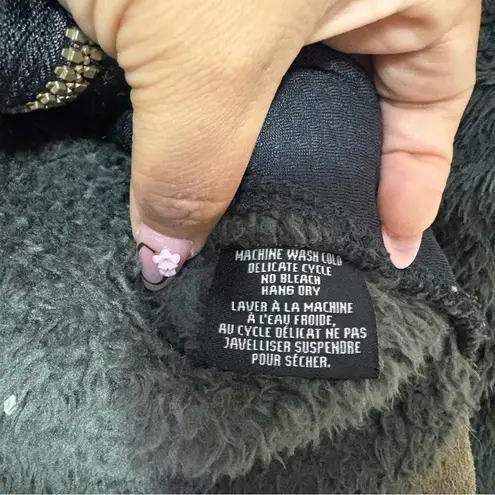 MACHINE WASH COLD
DELICATE CYCLE
NO BLEACH
HANG DRY
LAVER À LA MACHINE
À L'EAU FROIDE,
AU CYCLE DÉLICAT NE PAS
JAVELLISER SUSPENDRE
POUR SÉCHER.